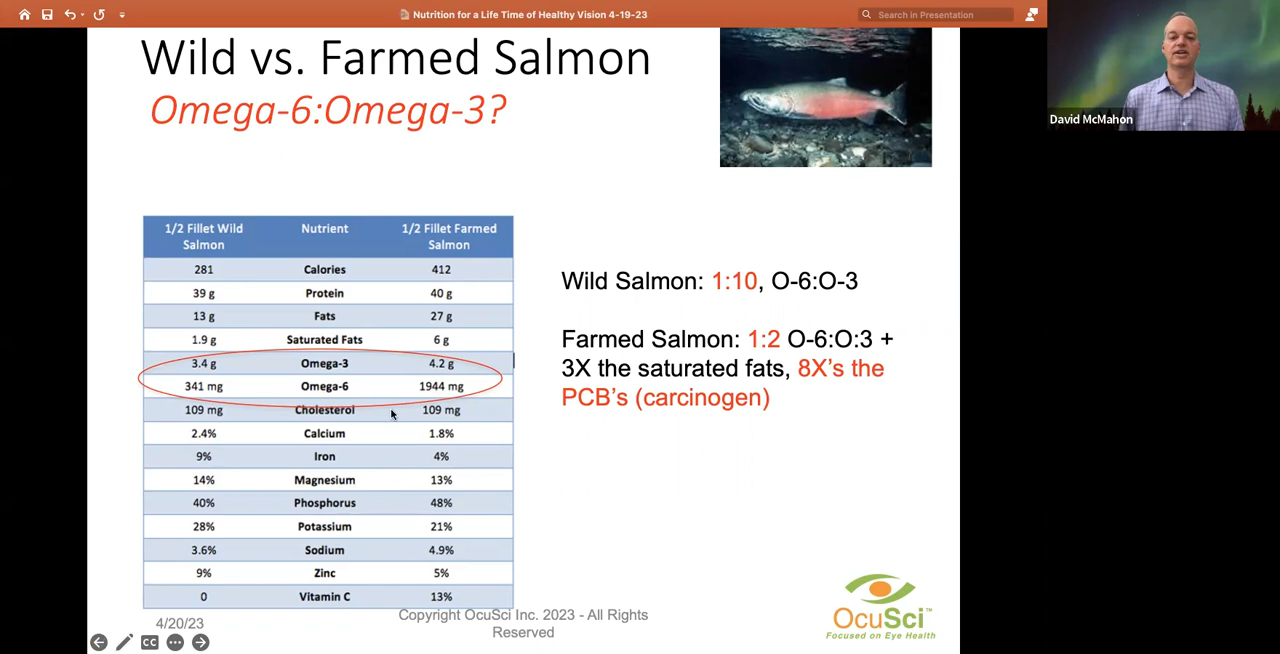 Nutrition for a Life Time of Healthy Vision 4-19-23
Search in Presentation
Wild vs. Farmed Salmon
Omega-6:Omega-3?
David McMahon
1/2 Fillet Wild Salmon Nutrient 1/2 Fillet Farmed Salmon
281 Calories 412
39 g Protein 40 g
13 g Fats 27 g
1.9 g Saturated Fats 6 g
3.4 g Omega-3 4.2 g
341 mg Omega-6 1944 mg
109 mg Cholesterol 109 mg
2.4% Calcium 1.8%
9% Iron 4%
14% Magnesium 13%
40% Phosphorus 48%
28% Potassium 21%
3.6% Sodium 4.9%
9% Zinc 5%
0 Vitamin C 13%
Wild Salmon: 1:10, O-6:O-3
Farmed Salmon: 1:2 O-6:O:3 +
3X the saturated fats, 8X's the
PCB's (carcinogen)
4/20/23
Copyright OcuSci Inc. 2023 - All Rights
Reserved
OcuSci™
Focused on Eye Health
CC